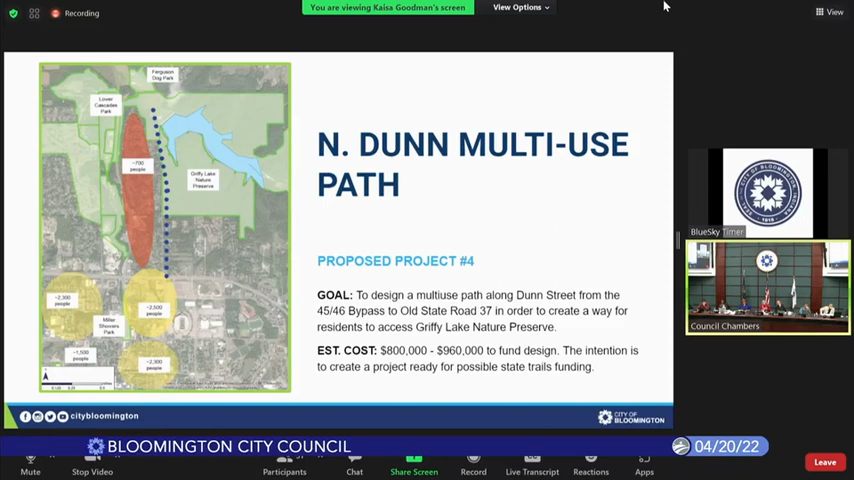 Recording
You are viewing Kaisa Goodman's screen
View Options
View
Ferguson
Dog Park
Lower
Cascades
Park
~700
people
Griffy Lake
Nature
Preserve
~2,300
people
~2,500
people
Miller
Showers
Park
~1,500
people
~2,300
people
N. DUNN MULTI-USE
PATH
PROPOSED PROJECT #4
GOAL: To design a multiuse path along Dunn Street from the
45/46 Bypass to Old State Road 37 in order to create a way for
residents to access Griffy Lake Nature Preserve.
EST. COST: $800,000 - $960,000 to fund design. The intention is
to create a project ready for possible state trails funding.
citybloomington
CITY OF
BLOOMINGTON
BlueSky Timer
Council Chambers
BLOOMINGTON CITY COUNCIL
04/20/22
Mute
Stop Video
Participants
Chat
Share Screen
Record
Live Transcript
Reactions
Apps
Leave